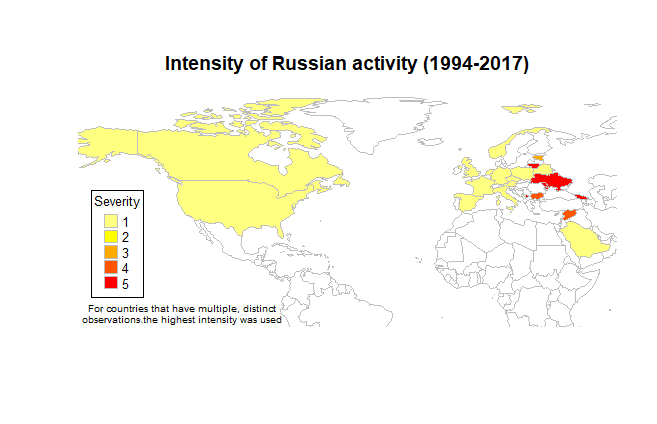 Intensity of Russian activity (1994-2017)
Severity
1
2
3
4
5
For countries that have multiple, distinct
observations,the highest intensity was used